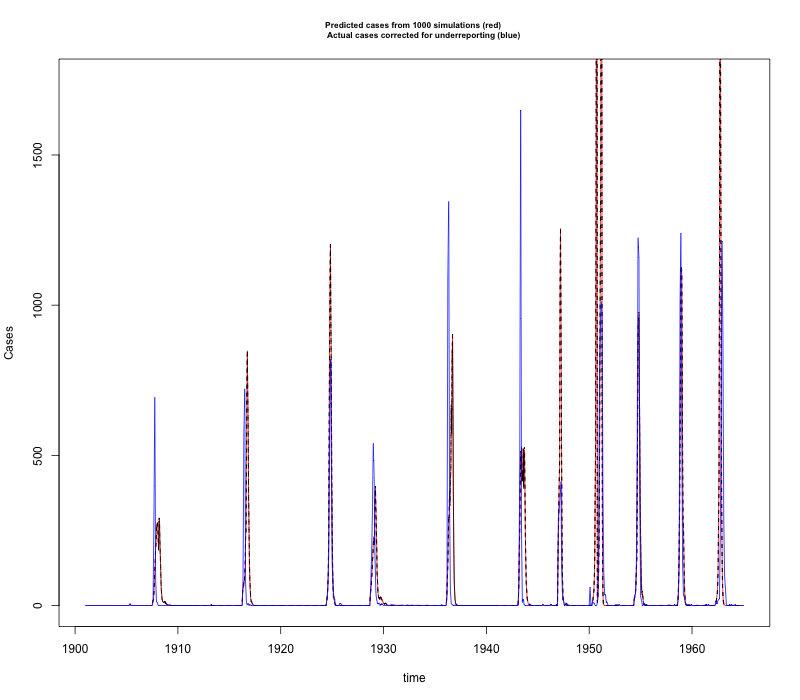 Predicted cases from 1000 simulations (red)
Actual cases corrected for underreporting (blue)
1500
1000
500
0
Cases
1900 1910 1920 1930 1940 1950 1960
time